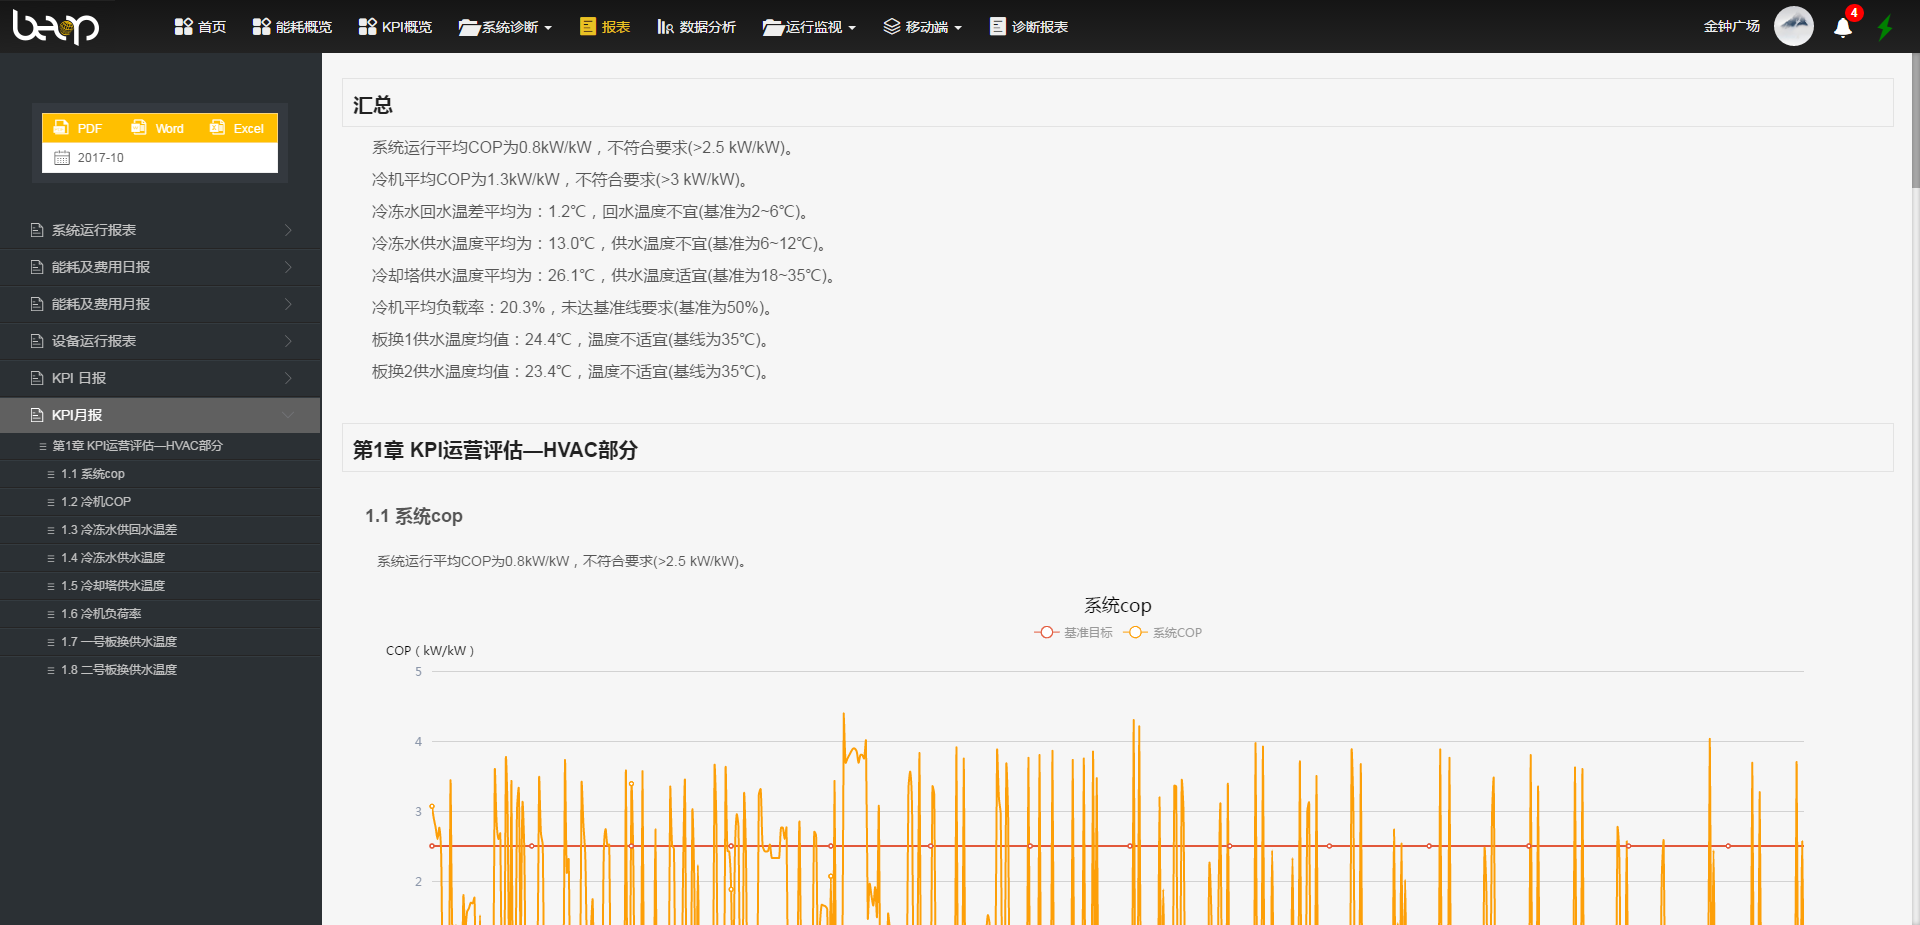 beop
首页
能耗概览
KPI概览
系统诊断
报表
数据分析
运行监视
移动端
诊断报表
金钟广场
4
PDF
Word
Excel
2017-10
系统运行报表
能耗及费用日报
能耗及费用月报
设备运行报表
KPI 日报
KPI月报
第1章 KPI运营评估—HVAC部分
1.1 系统cop
1.2 冷机COP
1.3 冷冻水供回水温差
1.4 冷冻水供水温度
1.5 冷却塔供水温度
1.6 冷机负荷率
1.7 一号板换供水温度
1.8 二号板换供水温度
汇总
系统运行平均COP为0.8kW/kW，不符合要求(>2.5 kW/kW)。
冷机平均COP为1.3kW/kW，不符合要求(>3 kW/kW)。
冷冻水回水温差平均为：1.2℃，回水温度不宜(基准为2~6℃)。
冷冻水供水温度平均为：13.0℃，供水温度不宜(基准为6~12℃)。
冷却塔供水温度平均为：26.1℃，供水温度适宜(基准为18~35℃)。
冷机平均负载率：20.3%，未达基准线要求(基准为50%)。
板换1供水温度均值：24.4℃，温度不适宜(基线为35℃)。
板换2供水温度均值：23.4℃，温度不适宜(基线为35℃)。
第1章 KPI运营评估—HVAC部分
1.1 系统cop
系统运行平均COP为0.8kW/kW，不符合要求(>2.5 kW/kW)。
系统cop
基准目标
系统COP
COP（kW/kW）
5
4
3
2